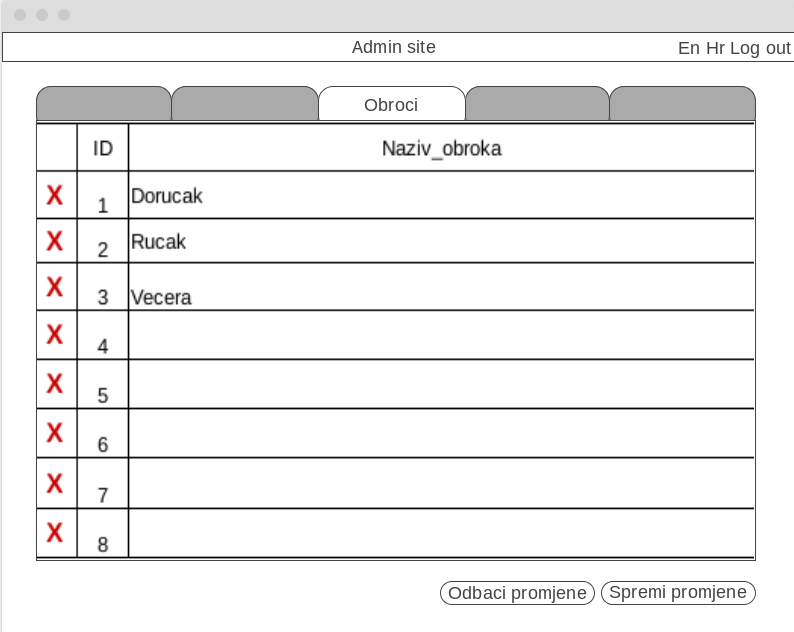 Admin site En Hr Log out
Obroci
ID Naziv_obroka
X 1 Dorucak
X 2 Rucak
X 3 Vecera
X 4
X 5
X 6
X 7
X 8
Odbaci promjene Spremi promjene